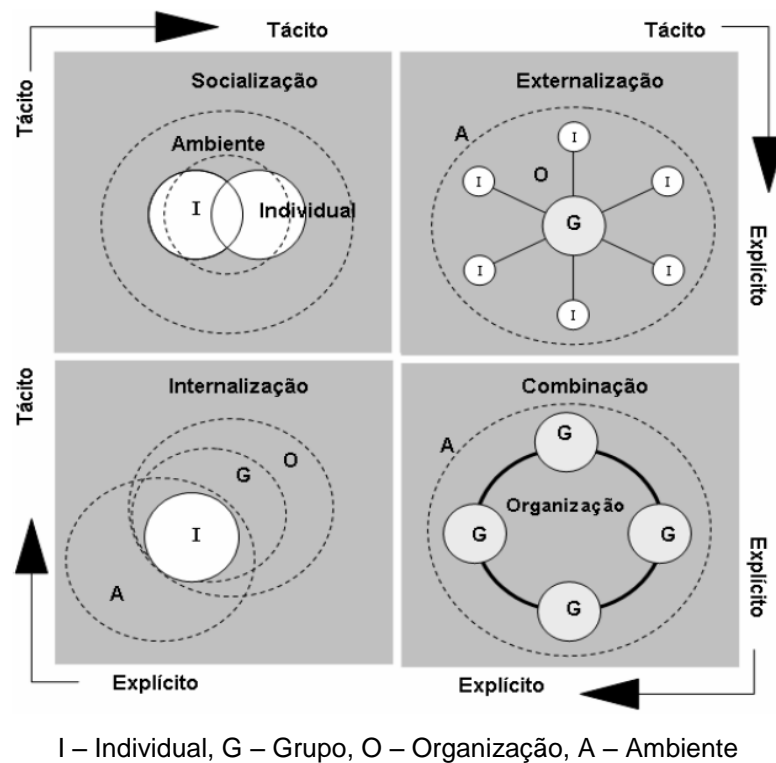 Tácito
Tácito
Tácito
Socialização
Ambiente
I
Individual
Externalização
A
I
I
I
O
G
I
I
I
Explícito
Tácito
Internalização
O
G
I
A
Explícito
Combinação
A
G
Organização
G
G
G
Explícito
Explícito
I – Individual, G – Grupo, O – Organização, A – Ambiente